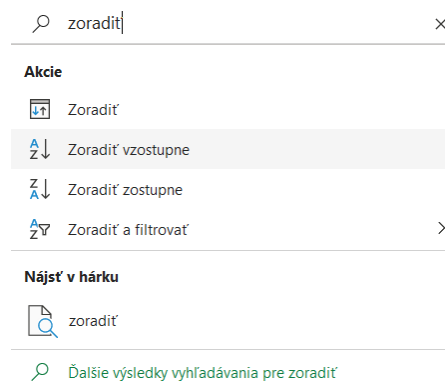 zoradiť
Akcie
Zoradiť
Zoradiť vzostupne
Zoradiť zostupne
Zoradiť a filtrovať
Nájsť v hárku
zoradiť
Ďalšie výsledky vyhľadávania pre zoradiť